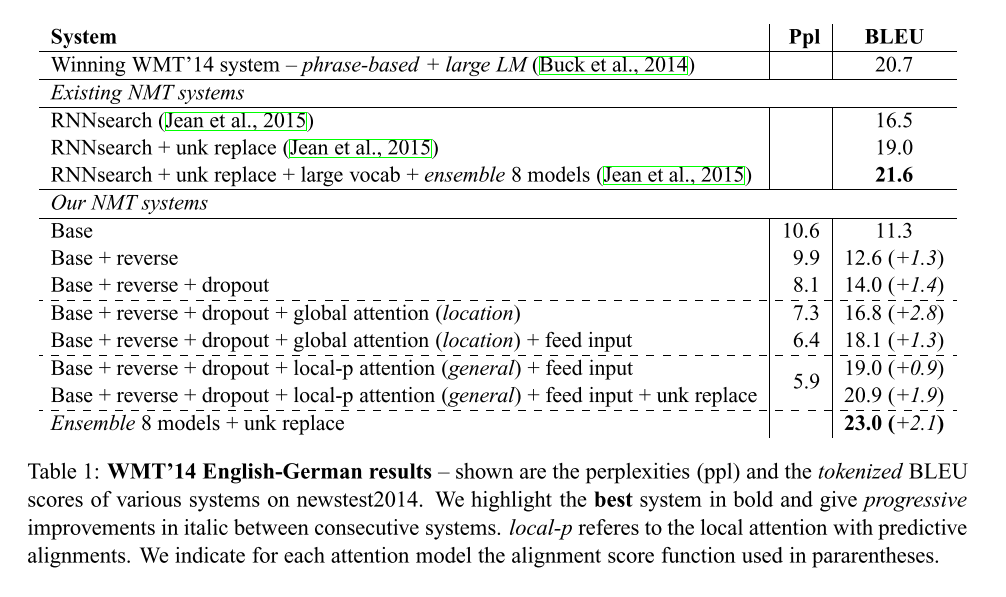 System Ppl BLEU
Winning WMT’14 system – phrase-based + large LM (Buck et al., 2014) 20.7
Existing NMT systems
RNNsearch (Jean et al., 2015) 16.5
RNNsearch + unk replace (Jean et al., 2015) 19.0
RNNsearch + unk replace + large vocab + ensemble 8 models (Jean et al., 2015) 21.6
Our NMT systems
Base 10.6 11.3
Base + reverse 9.9 12.6 (+1.3)
Base + reverse + dropout 8.1 14.0 (+1.4)
Base + reverse + dropout + global attention (location) 7.3 16.8 (+2.8)
Base + reverse + dropout + global attention (location) + feed input 6.4 18.1 (+1.3)
Base + reverse + dropout + local-p attention (general) + feed input 5.9 19.0 (+0.9)
Base + reverse + dropout + local-p attention (general) + feed input + unk replace 20.9 (+1.9)
Ensemble 8 models + unk replace 23.0 (+2.1)
Table 1: WMT’14 English-German results – shown are the perplexities (ppl) and the tokenized BLEU
scores of various systems on newstest2014. We highlight the best system in bold and give progressive
improvements in italic between consecutive systems. local-p referes to the local attention with predictive
alignments. We indicate for each attention model the alignment score function used in pararentheses.